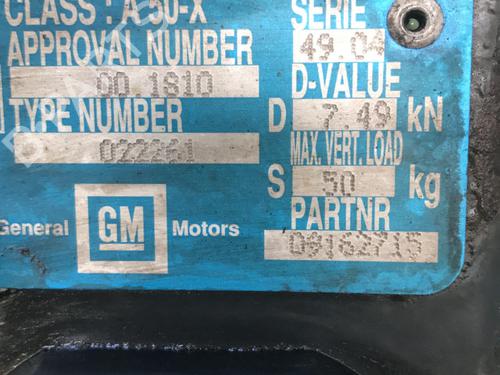 CLASS : A 50-X
SERIE
49.04
APPROVAL NUMBER
00 1810
D-VALUE
D 7.49 kN
TYPE NUMBER
022261
MAX. VERT. LOAD
S 50 kg
General GM Motors
PARTNR
09162715